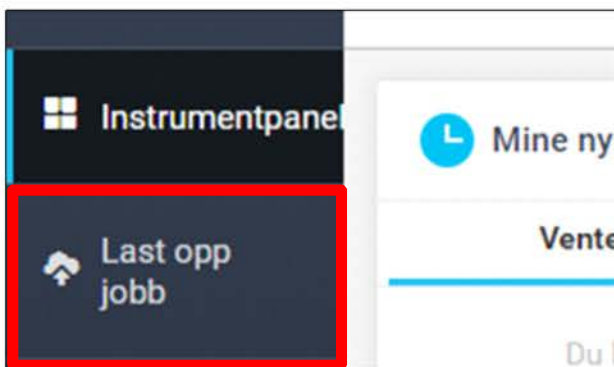 Instrumentpanel
Mine ny
Last opp
jobb
Vente
Du